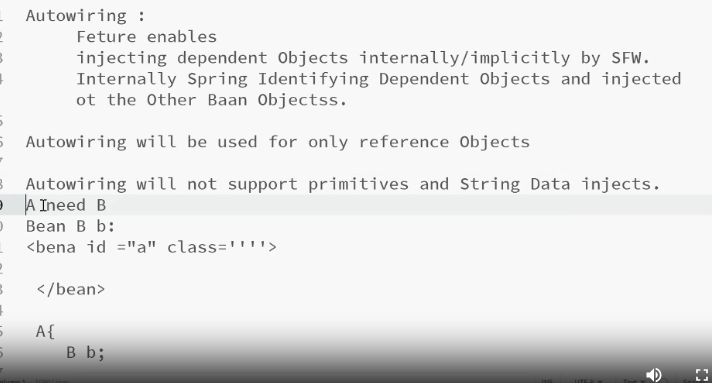 Autowiring :
Feture enables
injecting dependent Objects internally/implicitly by SFW.
Internally Spring Identifying Dependent Objects and injected
ot the Other Baan Objectss.
Autowiring will be used for only reference Objects
Autowiring will not support primitives and String Data injects.
A need B
Bean B b:
<bena id ="a" class=''''>
</bean>
A{
B b;